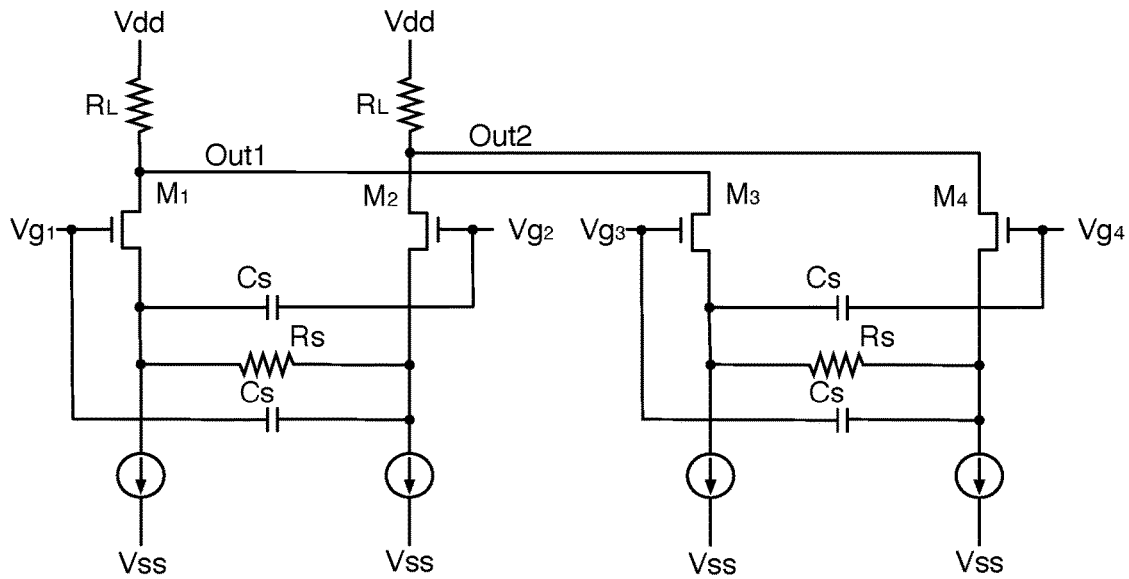 Vdd Vdd
RL RL
Out1 Out2
M1 M2 M3 M4
Vg1 Vg2 Vg3 Vg4
Cs Cs
Rs Rs
Cs Cs
Vss Vss Vss Vss